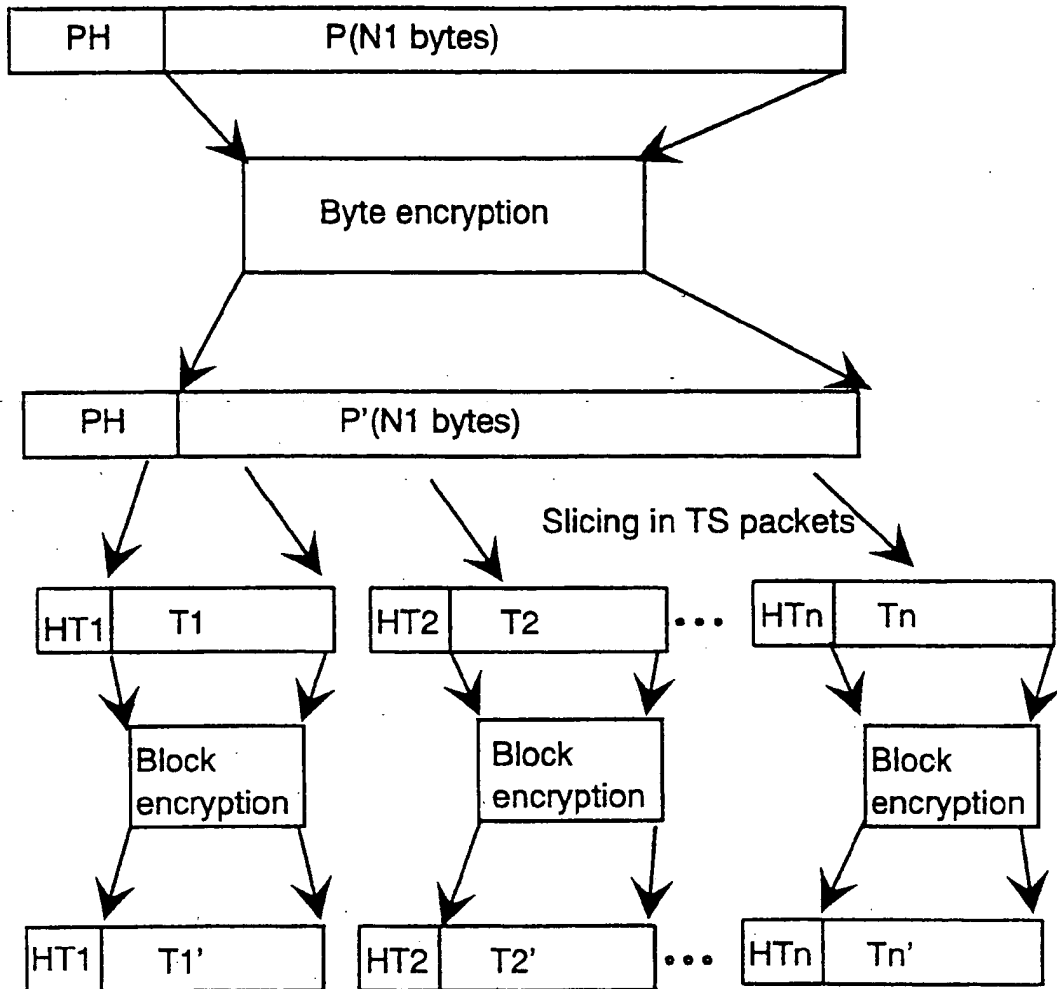 PH P(N1 bytes)
Byte encryption
PH P'(N1 bytes)
Slicing in TS packets
HT1 T1 HT2 T2 ••• HTn Tn
Block encryption
Block encryption
Block encryption
HT1 T1' HT2 T2' ••• HTn Tn'